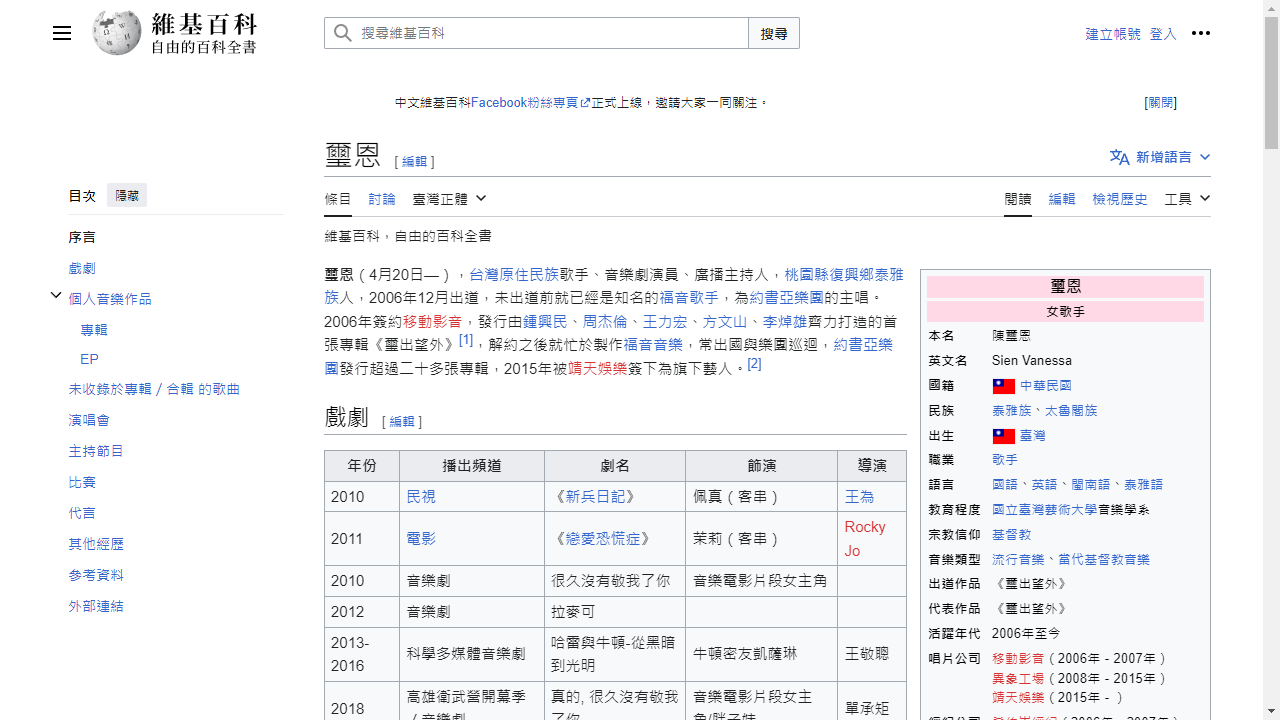 維基百科
自由的百科全書
搜尋維基百科
搜尋
建立帳號 登入
中文維基百科Facebook粉絲專頁正式上線，邀請大家一同關注。
[關閉]
目次 隱藏
序言
戲劇
個人音樂作品
專輯
EP
未收錄於專輯 / 合輯 的歌曲
演唱會
主持節目
比賽
代言
其他經歷
參考資料
外部連結
璽恩 [ 編輯 ]
新增語言
條目 討論 臺灣正體
閱讀 編輯 檢視歷史 工具
維基百科，自由的百科全書
璽恩（4月20日—），台灣原住民族歌手、音樂劇演員、廣播主持人，桃園縣復興鄉泰雅
族人，2006年12月出道，未出道前就已經是知名的福音歌手，為約書亞樂團的主唱。
2006年簽約移動影音，發行由鍾興民、周杰倫、王力宏、方文山、李焯雄齊力打造的首
張專輯《璽出望外》[1]，解約之後就忙於製作福音音樂，常出國與樂團巡迴，約書亞樂
團發行超過二十多張專輯，2015年被靖天娛樂簽下為旗下藝人。[2]
戲劇 [ 編輯 ]
年份 播出頻道 劇名 飾演 導演
2010 民視 《新兵日記》 佩真（客串） 王為
2011 電影 《戀愛恐慌症》 茉莉（客串） Rocky
Jo
2010 音樂劇 很久沒有敬我了你 音樂電影片段女主角
2012 音樂劇 拉麥可
2013-
2016 科學多媒體音樂劇 哈雷與牛頓-從黑暗
到光明 牛頓密友凱薩琳 王敬聰
2018 高雄衛武營開幕季
/ 音樂劇 真的, 很久沒有敬我
了你 音樂電影片段女主
角/胖子妹 單承矩
璽恩
女歌手
本名 陳璽恩
英文名 Sien Vanessa
國籍 中華民國
民族 泰雅族、太魯閣族
出生 臺灣
職業 歌手
語言 國語、英語、閩南語、泰雅語
教育程度 國立臺灣藝術大學音樂學系
宗教信仰 基督教
音樂類型 流行音樂、當代基督教音樂
出道作品 《璽出望外》
代表作品 《璽出望外》
活躍年代 2006年至今
唱片公司 移動影音（2006年 - 2007年）
異象工場（2008年 - 2015年）
靖天娛樂（2015年 - ）